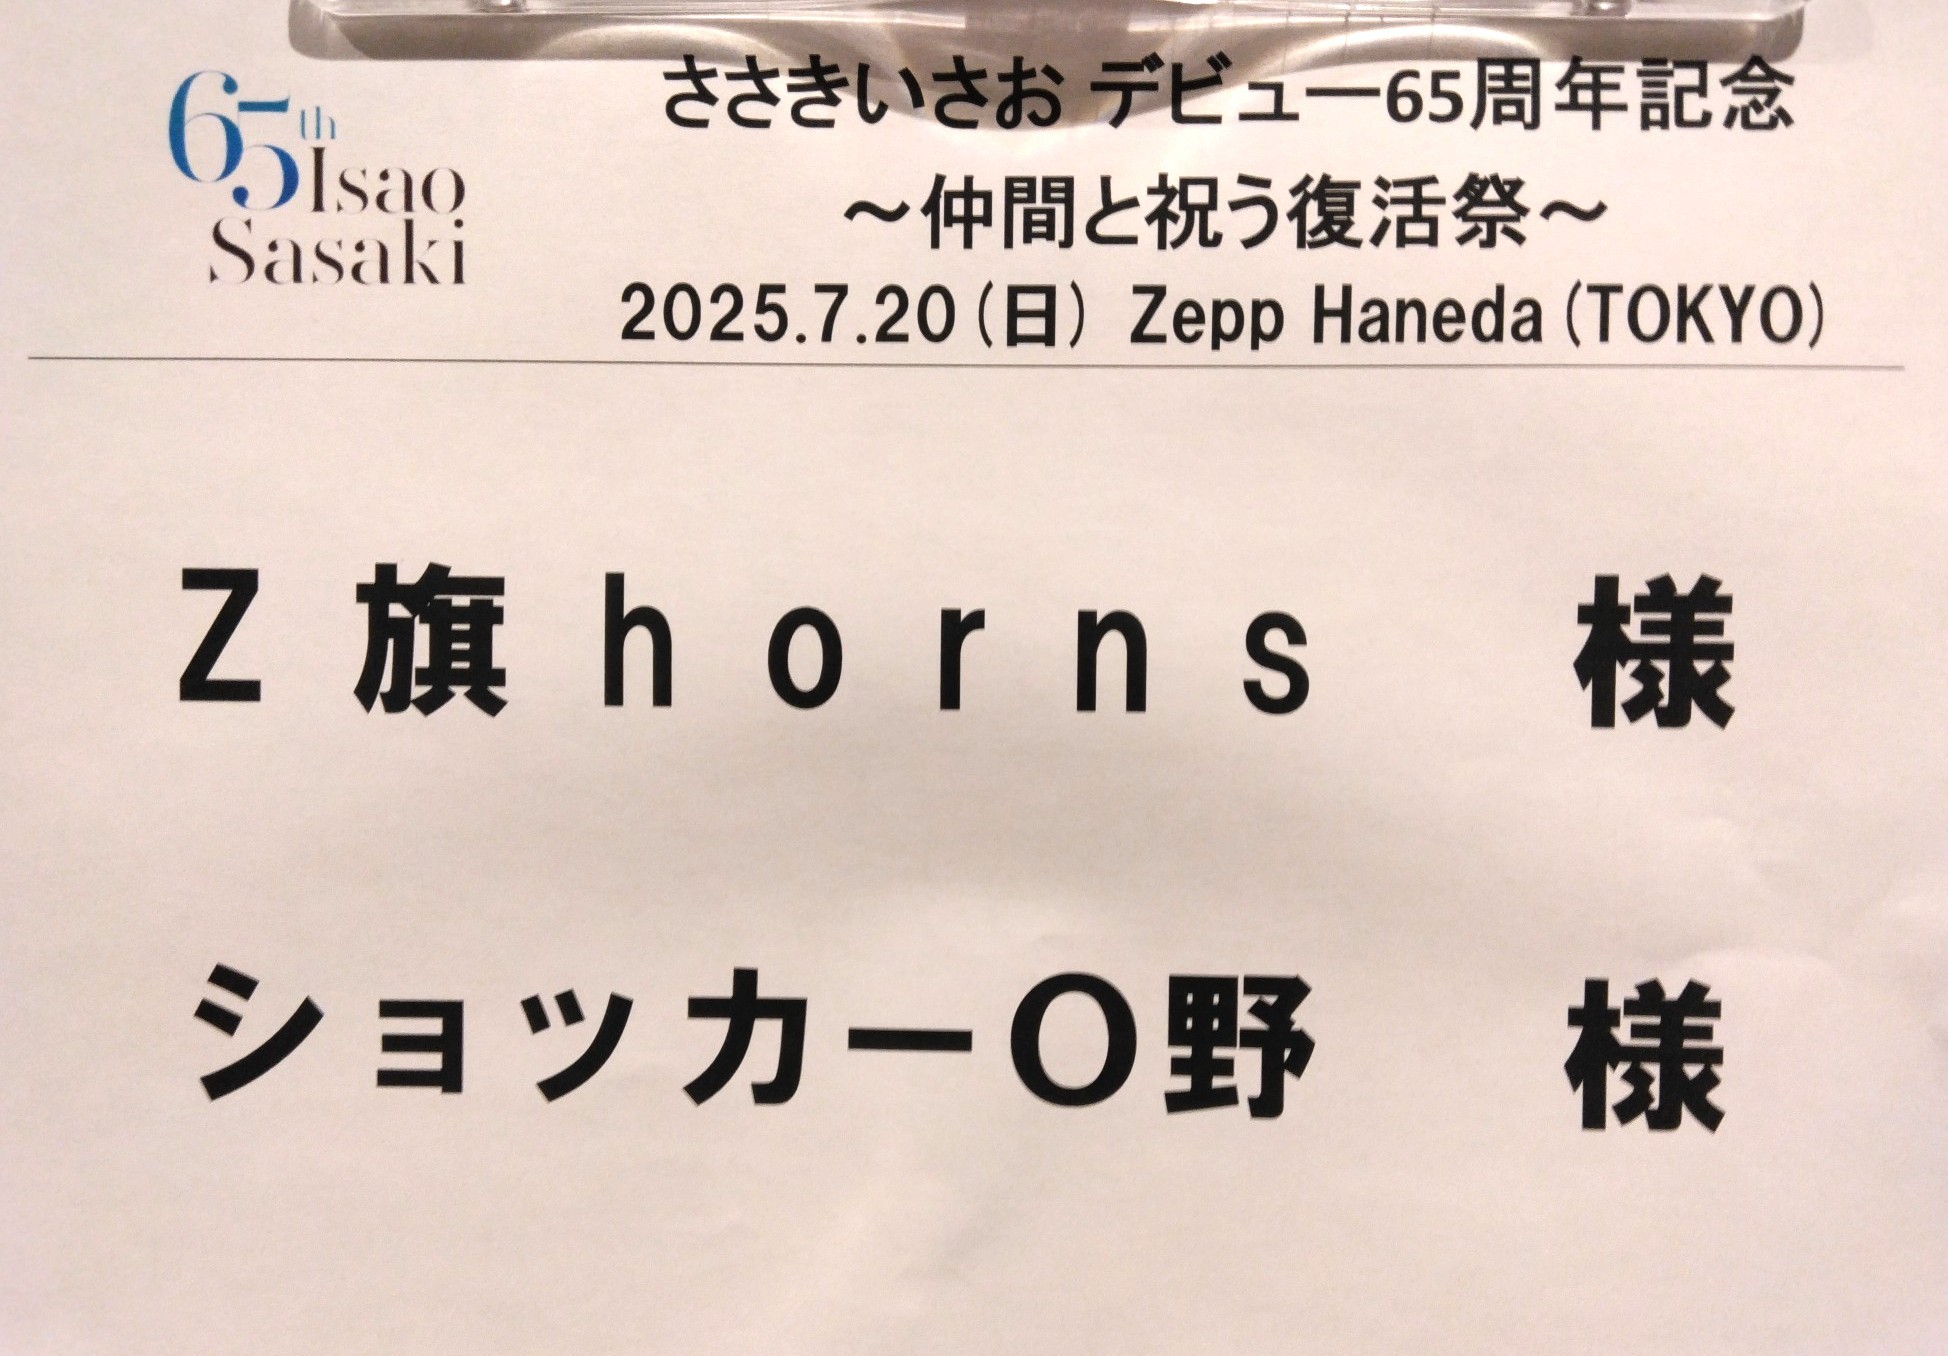 65th
Isao
Sasaki
ささきいさお デビュー65周年記念
～仲間と祝う復活祭～
2025.7.20(日) Zepp Haneda(TOKYO)
Z旗horns 様
ショッカーO野 様